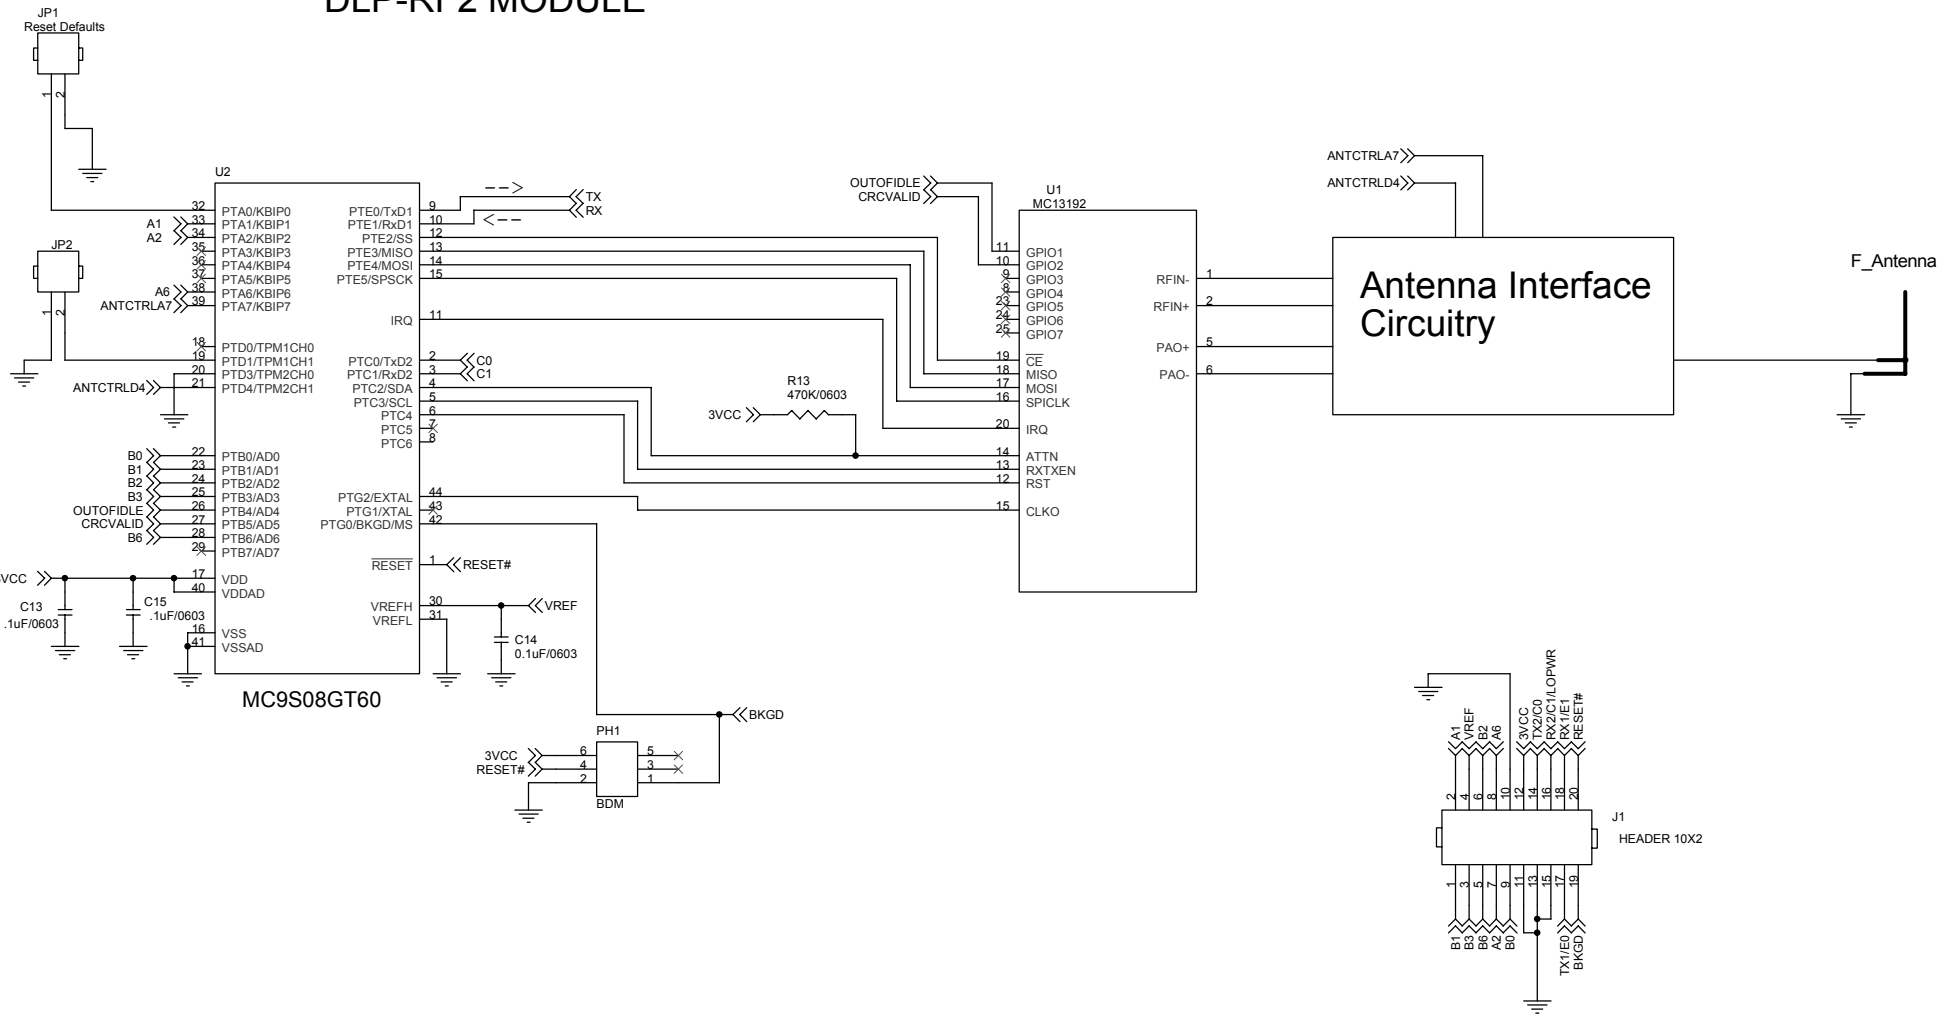 DLP-RF2 MODULE
JP1
Reset Defaults
1
2
JP2
1
2
U2
32 PTA0/KBIP0
A1 33 PTA1/KBIP1
A2 34 PTA2/KBIP2
35 PTA3/KBIP3
36 PTA4/KBIP4
37 PTA5/KBIP5
A6 38 PTA6/KBIP6
ANTCTRLA7 39 PTA7/KBIP7
18 PTD0/TPM1CH0
19 PTD1/TPM1CH1
20 PTD3/TPM2CH0
ANTCTRLD4 21 PTD4/TPM2CH1
B0 22 PTB0/AD0
B1 23 PTB1/AD1
B2 24 PTB2/AD2
B3 25 PTB3/AD3
OUTOFIDLE 26 PTB4/AD4
CRCVALID 27 PTB5/AD5
B6 28 PTB6/AD6
29 PTB7/AD7
VCC 17 VDD
40 VDDAD
C13
.1uF/0603
C15
.1uF/0603
16 VSS
41 VSSAD
PTE0/TxD1 9 --> TX
PTE1/RxD1 10 <-- RX
PTE2/SS 12
PTE3/MISO 13
PTE4/MOSI 14
PTE5/SPSCK 15
IRQ 11
PTC0/TxD2 2 C0
PTC1/RxD2 3 C1
PTC2/SDA 4
PTC3/SCL 5
PTC4 6
PTC5 7
PTC6 8
PTG2/EXTAL 44
PTG1/XTAL 43
PTG0/BKGD/MS 42
RESET 1 RESET#
VREFH 30 VREF
VREFL 31
C14
0.1uF/0603
MC9S08GT60
BKGD
PH1
3VCC 6 5
RESET# 4 3
2 1
BDM
R13
470K/0603
3VCC
OUTOFIDLE
CRCVALID
U1
MC13192
11 GPIO1
10 GPIO2
9 GPIO3
8 GPIO4
23 GPIO5
24 GPIO6
25 GPIO7
19 CE
18 MISO
17 MOSI
16 SPICLK
20 IRQ
14 ATTN
13 RXTXEN
12 RST
15 CLKO
RFIN- 1
RFIN+ 2
PAO+ 5
PAO- 6
ANTCTRLA7
ANTCTRLD4
Antenna Interface
Circuitry
F_Antenna
A1
VREF
B2
A6
3VCC
TX2/C0
RX2/C1/LOPWR
RX1/E1
RESET#
2 4 6 8 10 12 14 16 18 20
J1
HEADER 10X2
1 3 5 7 9 11 13 15 17 19
B1
B3
B6
A2
B0
TX1/E0
BKGD